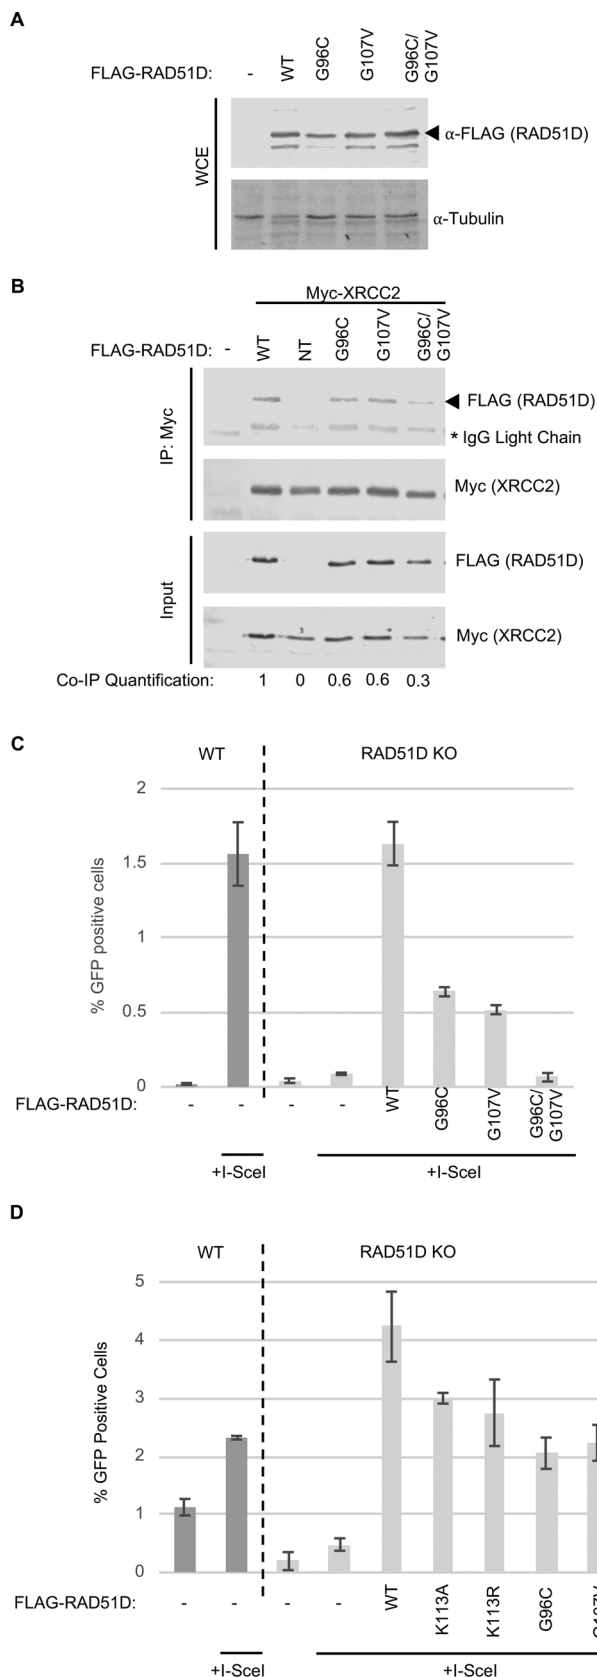 A
FLAG-RAD51D: - WT G96C G107V G96C/ G107V
WCE
α-FLAG (RAD51D)
α-Tubulin
B
Myc-XRCC2
FLAG-RAD51D: - WT NT G96C G107V G96C/ G107V
IP: Myc
FLAG (RAD51D)
* IgG Light Chain
Myc (XRCC2)
Input
FLAG (RAD51D)
Myc (XRCC2)
Co-IP Quantification: 1 0 0.6 0.6 0.3
C
WT RAD51D KO
% GFP positive cells
2
1.5
1
0.5
0
FLAG-RAD51D: - - - - WT G96C G107V G96C/ G107V
+I-SceI +I-SceI
D
WT RAD51D KO
% GFP Positive Cells
5
4
3
2
1
0
FLAG-RAD51D: - - - - WT K113A K113R G96C
+I-SceI +I-SceI